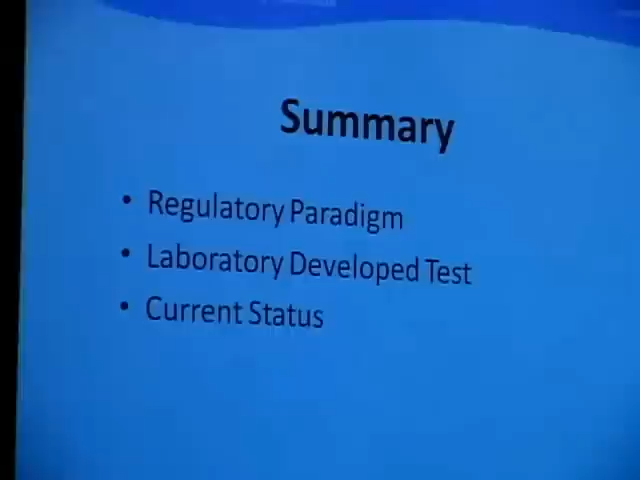 Summary
• Regulatory Paradigm
• Laboratory Developed Test
• Current Status